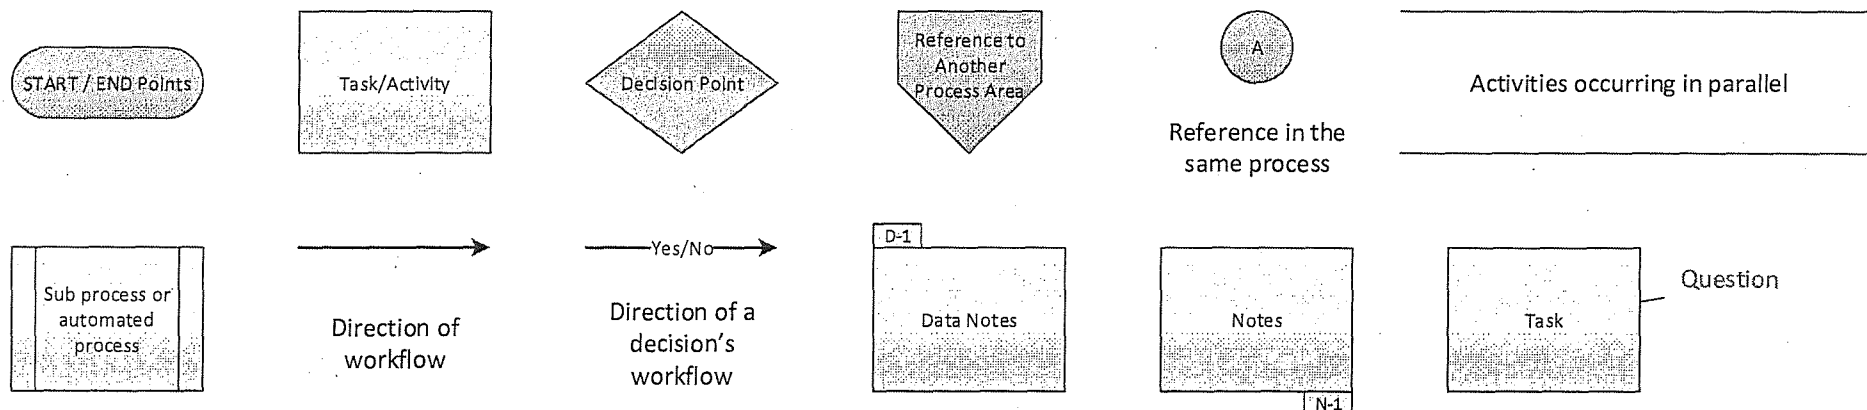 START / END Points
Task/Activity
Decision Point
Reference to
Another
Process Area
A
Reference in the
same process
Activities occurring in parallel
Sub process or
automated
process
Direction of
workflow
Yes/No
Direction of a
decision's
workflow
D-1
Data Notes
Notes
N-1
Task
Question